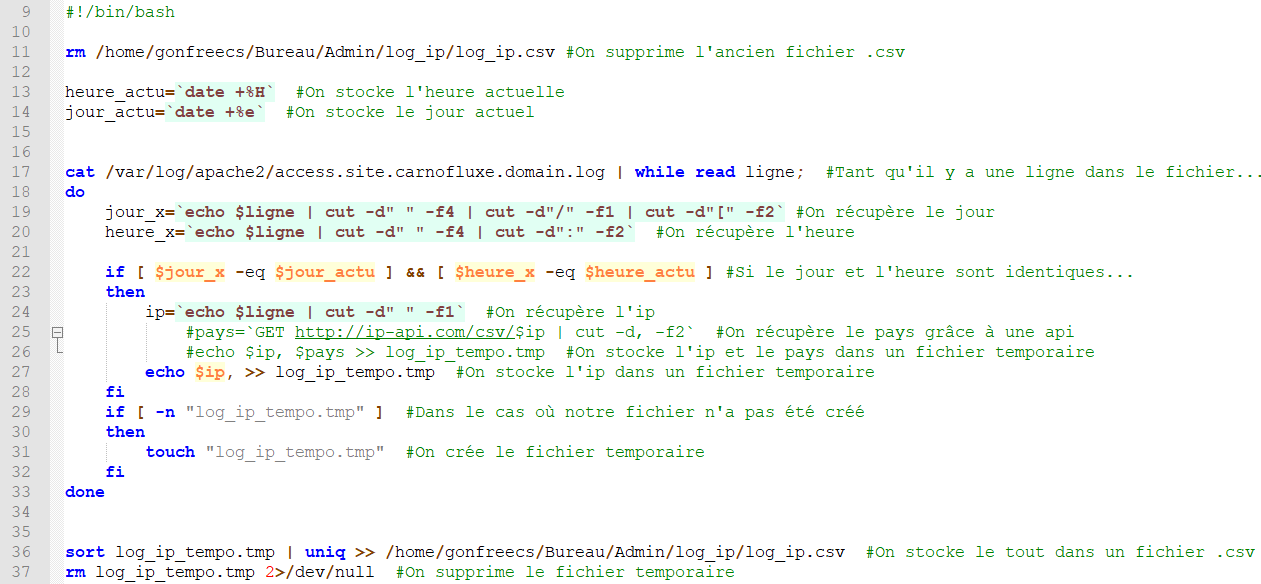 9 #!/bin/bash
10
11 rm /home/gonfreecs/Bureau/Admin/log_ip/log_ip.csv #On supprime l'ancien fichier .csv
12
13 heure_actu=`date +%H`  #On stocke l'heure actuelle
14 jour_actu=`date +%e`  #On stocke le jour actuel
15
16
17 cat /var/log/apache2/access.site.carnofluxe.domain.log | while read ligne;  #Tant qu'il y a une ligne dans le fichier...
18 do
19     jour_x=`echo $ligne | cut -d" " -f4 | cut -d"/" -f1 | cut -d"[" -f2` #On récupère le jour
20     heure_x=`echo $ligne | cut -d" " -f4 | cut -d":" -f2`  #On récupère l'heure
21
22     if [ $jour_x -eq $jour_actu ] && [ $heure_x -eq $heure_actu ] #Si le jour et l'heure sont identiques...
23     then
24         ip=`echo $ligne | cut -d" " -f1`  #On récupère l'ip
25             #pays=`GET http://ip-api.com/csv/$ip | cut -d, -f2`  #On récupère le pays grâce à une api
26             #echo $ip, $pays >> log_ip_tempo.tmp  #On stocke l'ip et le pays dans un fichier temporaire
27         echo $ip, >> log_ip_tempo.tmp  #On stocke l'ip dans un fichier temporaire
28     fi
29     if [ -n "log_ip_tempo.tmp" ]  #Dans le cas où notre fichier n'a pas été créé
30     then
31         touch "log_ip_tempo.tmp"  #On crée le fichier temporaire
32     fi
33 done
34
35
36 sort log_ip_tempo.tmp | uniq >> /home/gonfreecs/Bureau/Admin/log_ip/log_ip.csv  #On stocke le tout dans un fichier .csv
37 rm log_ip_tempo.tmp 2>/dev/null  #On supprime le fichier temporaire